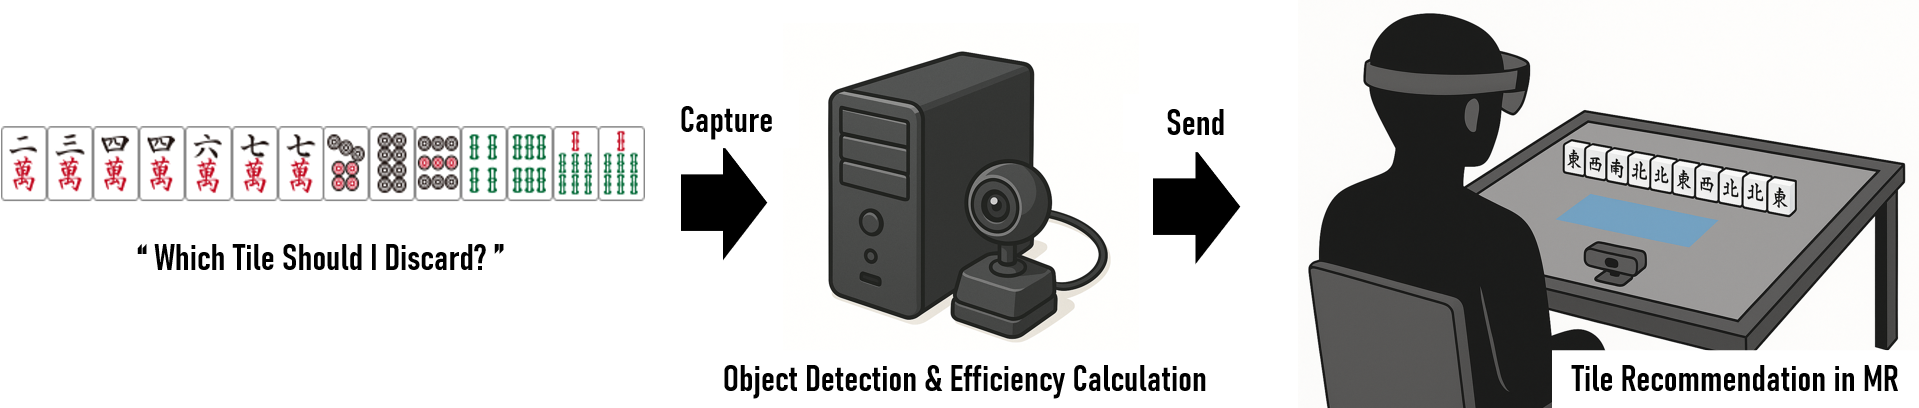 二 三 四 四 六 七 七
萬 萬 萬 萬 萬 萬 萬
“ Which Tile Should I Discard? ”
Capture
Object Detection & Efficiency Calculation
Send
東 西 南 北 北 東 西 北 北 東
Tile Recommendation in MR